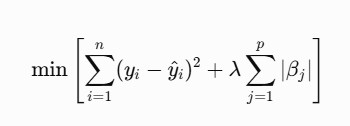 min [ ∑_{i=1}^{n} (y_i − ŷ_i)² + λ ∑_{j=1}^{p} |β_j| ]